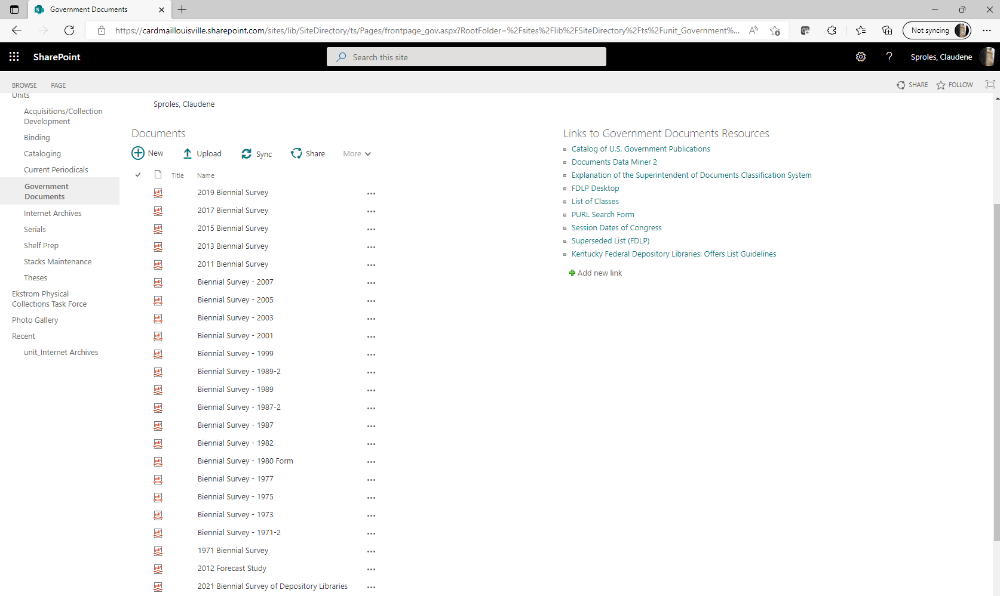 Government Documents
https://cardmaillouisville.sharepoint.com/sites/lib/SiteDirectory/ts/Pages/frontpage_gov.aspx?RootFolder=%2Fsites%2Flib%2FSiteDirectory%2Fts%2Funit_Government%...
Not syncing
SharePoint
Search this site
Sproles, Claudene
BROWSE
PAGE
SHARE
FOLLOW
Units
Acquisitions/Collection
Development
Binding
Cataloging
Current Periodicals
Government
Documents
Internet Archives
Serials
Shelf Prep
Stacks Maintenance
Theses
Ekstrom Physical
Collections Task Force
Photo Gallery
Recent
unit_Internet Archives
Sproles, Claudene
Documents
New
Upload
Sync
Share
More
Title
Name
2019 Biennial Survey
2017 Biennial Survey
2015 Biennial Survey
2013 Biennial Survey
2011 Biennial Survey
Biennial Survey - 2007
Biennial Survey - 2005
Biennial Survey - 2003
Biennial Survey - 2001
Biennial Survey - 1999
Biennial Survey - 1989-2
Biennial Survey - 1989
Biennial Survey - 1987-2
Biennial Survey - 1987
Biennial Survey - 1982
Biennial Survey - 1980 Form
Biennial Survey - 1977
Biennial Survey - 1975
Biennial Survey - 1973
Biennial Survey - 1971-2
1971 Biennial Survey
2012 Forecast Study
2021 Biennial Survey of Depository Libraries
Links to Government Documents Resources
Catalog of U.S. Government Publications
Documents Data Miner 2
Explanation of the Superintendent of Documents Classification System
FDLP Desktop
List of Classes
PURL Search Form
Session Dates of Congress
Superseded List (FDLP)
Kentucky Federal Depository Libraries: Offers List Guidelines
Add new link